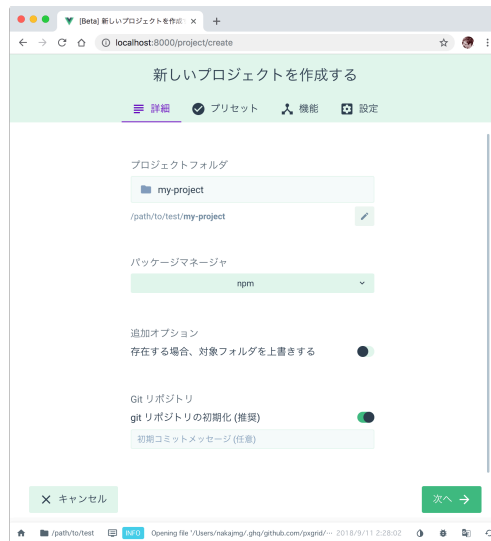 [Beta] 新しいプロジェクトを作成
localhost:8000/project/create
新しいプロジェクトを作成する
詳細 プリセット 機能 設定
プロジェクトフォルダ
my-project
/path/to/test/my-project
パッケージマネージャ
npm
追加オプション
存在する場合、対象フォルダを上書きする
Git リポジトリ
git リポジトリの初期化 (推奨)
初期コミットメッセージ (任意)
キャンセル 次へ
/path/to/test INFO Opening file '/Users/nakajmg/.ghq/github.com/pxgrid/··· 2018/9/11 2:28:02